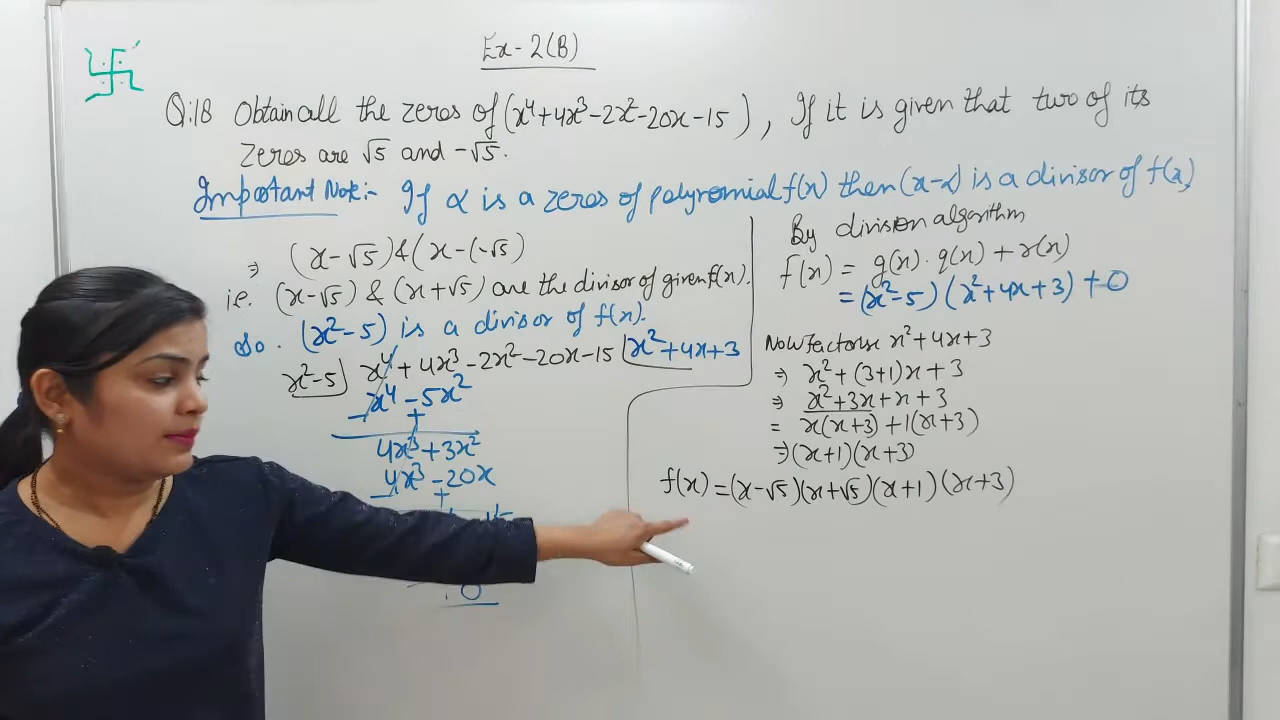 Ex-2(B)
Q:18 Obtain all the zeroes of (x⁴+4x³-2x²-20x-15), If it is given that two of its
zeres are √5 and -√5.
Important Note:- If α is a zeroes of polyromial f(x) then (x-α) is a divisor of f(x)
⇒ (x-√5) & (x-(-√5)
i.e. (x-√5) & (x+√5) are the divisor of given f(x).
So. (x²-5) is a divisor of f(x).
x²-5) x⁴+4x³-2x²-20x-15 (x²+4x+3
x⁴-5x²
- +
4x³+3x²
4x³-20x
- +
0
By division algorithm
f(x) = g(x). q(x) + r(x)
= (x²-5) (x²+4x+3) +0
Now factorise x²+4x+3
⇒ x²+(3+1)x+3
⇒ x²+3x+x+3
= x(x+3)+1(x+3)
⇒ (x+1)(x+3)
f(x) = (x-√5)(x+√5)(x+1)(x+3)